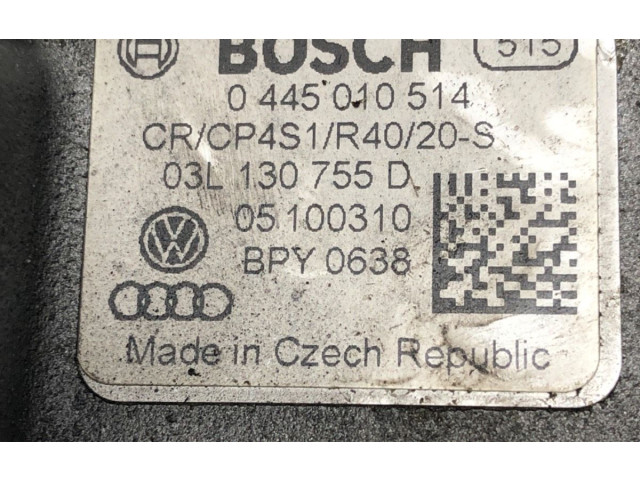 BOSCH 515
0 445 010 514
CR/CP4S1/R40/20-S
03L 130 755 D
05100310
BPY 0638
Made in Czech Republic